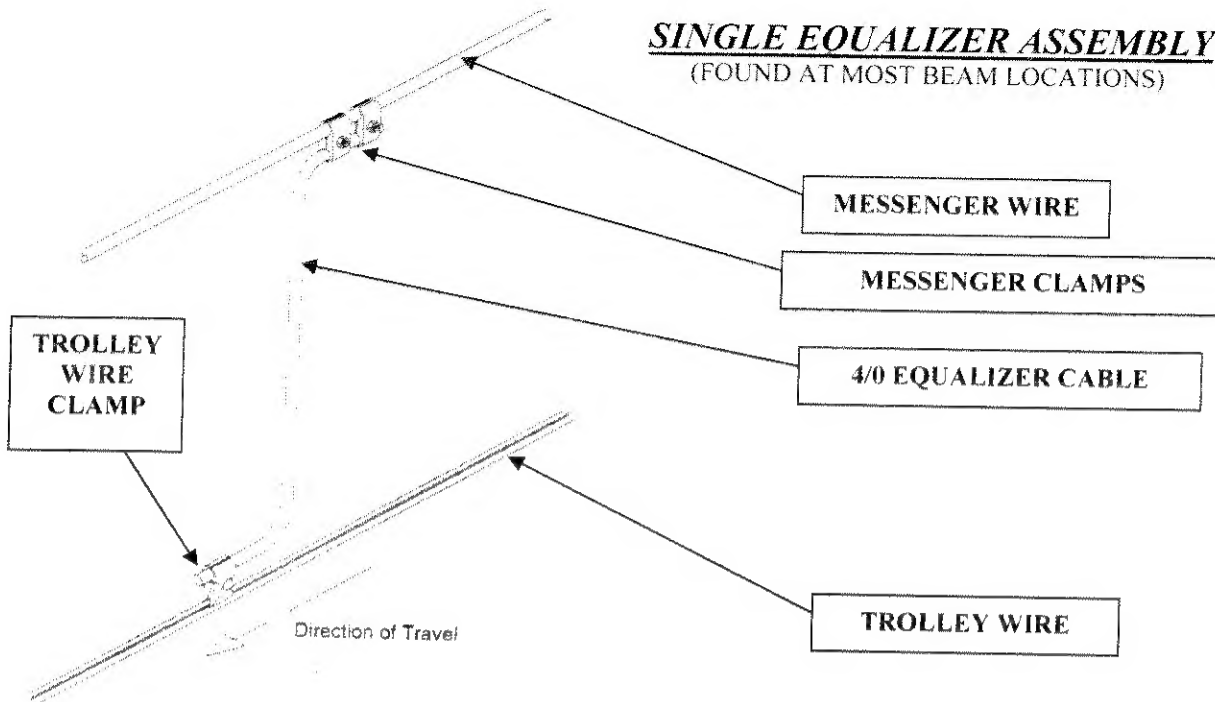 SINGLE EQUALIZER ASSEMBLY
(FOUND AT MOST BEAM LOCATIONS)
MESSENGER WIRE
MESSENGER CLAMPS
TROLLEY
WIRE
CLAMP
4/0 EQUALIZER CABLE
Direction of Travel
TROLLEY WIRE